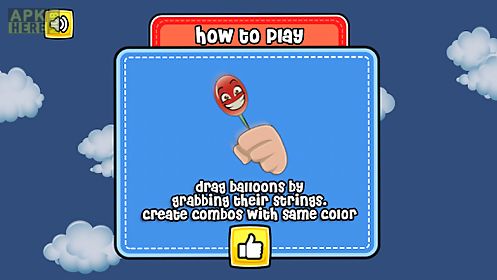 APK
HERE
how to play
drag balloons by
grabbing their strings.
create combos with same color